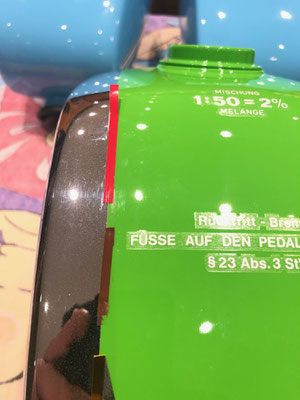 MISCHUNG
1:50 = 2%
MELANGE
Rücktritt - Brem
FÜSSE AUF DEN PEDAL
§ 23 Abs. 3 St